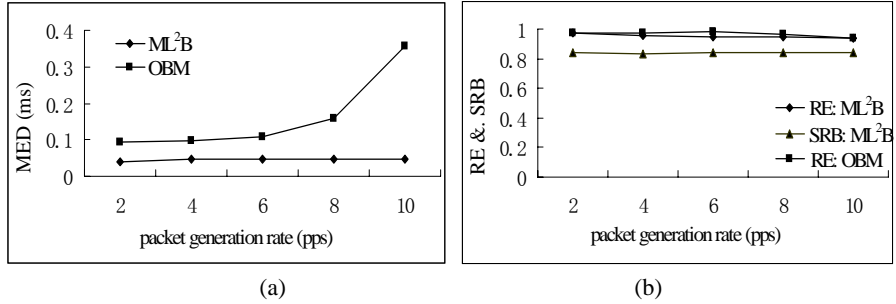 0.4
0.3
0.2
0.1
0
MED (ms)
ML²B
OBM
2 4 6 8 10
packet generation rate (pps)
(a)
1
0.8
0.6
0.4
0.2
0
RE &. SRB
RE: ML²B
SRB: ML²B
RE: OBM
2 4 6 8 10
packet generation rate (pps)
(b)